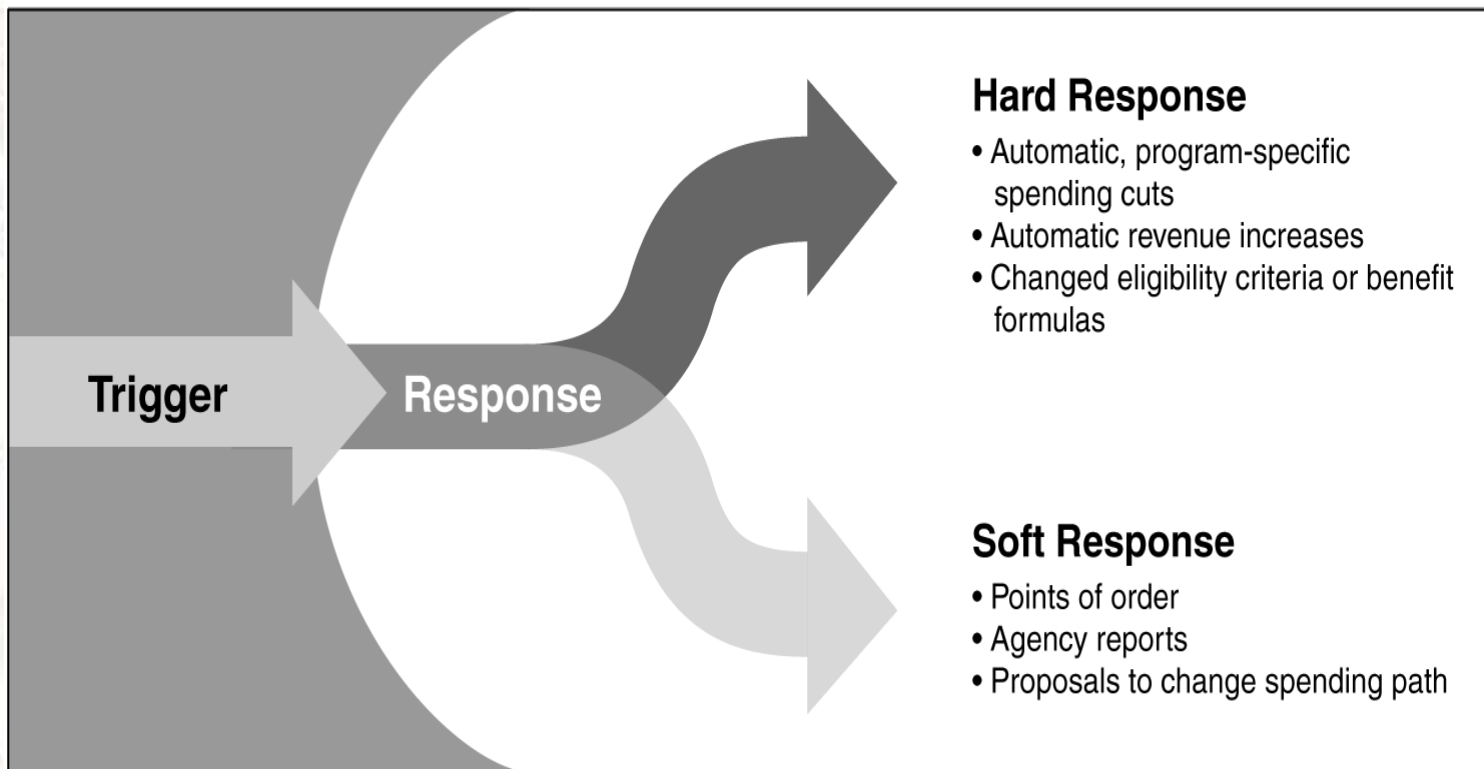 Trigger
Response
Hard Response
• Automatic, program-specific
spending cuts
• Automatic revenue increases
• Changed eligibility criteria or benefit
formulas
Soft Response
• Points of order
• Agency reports
• Proposals to change spending path